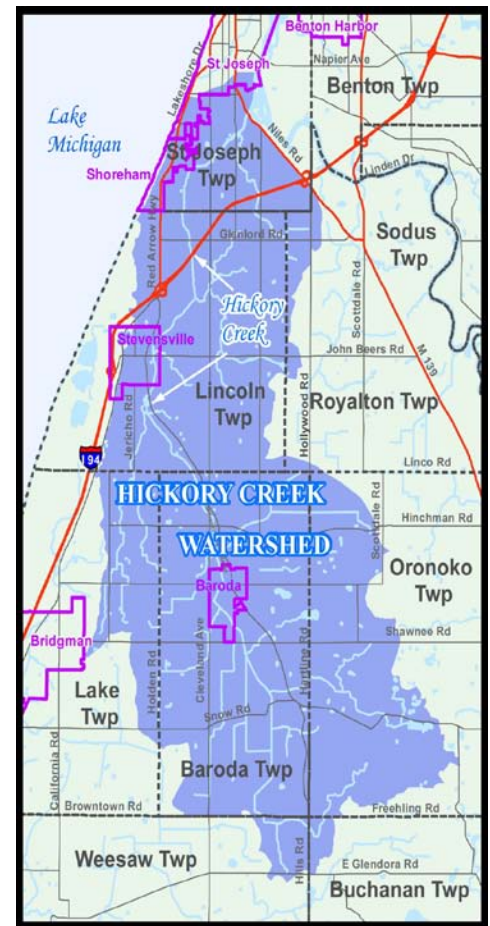 Benton Harbor
St Joseph
Napier Ave
Benton Twp
Lakeshore Dr
Lake
Michigan
Niles Rd
St Joseph
Twp
Shoreham
Linden Dr
Red Arrow Hwy
Glenlord Rd
Sodus
Twp
Scottdale Rd
Hickory
Creek
Stevensville
John Beers Rd
M 139
Lincoln
Twp
Hollywood Rd
Royalton Twp
Jericho Rd
I 94
Linco Rd
HICKORY CREEK
WATERSHED
Scottdale Rd
Hinchman Rd
Oronoko
Twp
Baroda
Bridgman
Shawnee Rd
Cleveland Ave
Holden Rd
Lake
Twp
Snow Rd
California Rd
Baroda Twp
Browntown Rd
Freehling Rd
Weesaw Twp
Hills Rd
E Glendora Rd
Buchanan Twp